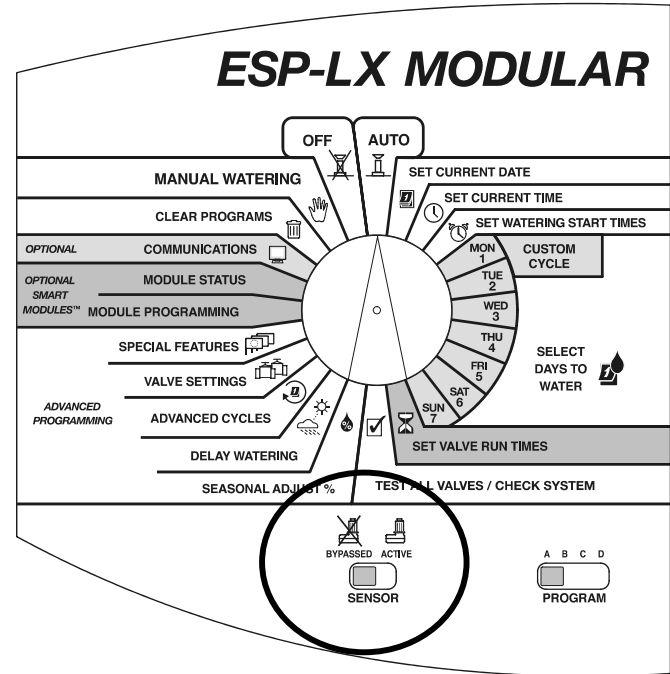 ESP-LX MODULAR
OFF
AUTO
MANUAL WATERING
CLEAR PROGRAMS
OPTIONAL
COMMUNICATIONS
OPTIONAL
SMART
MODULES™
MODULE STATUS
MODULE PROGRAMMING
SPECIAL FEATURES
VALVE SETTINGS
ADVANCED
PROGRAMMING
ADVANCED CYCLES
DELAY WATERING
SEASONAL ADJUST %
%
SET CURRENT DATE
1
SET CURRENT TIME
SET WATERING START TIMES
MON
1
CUSTOM
CYCLE
TUE
2
WED
3
THU
4
FRI
5
SAT
6
SUN
7
SELECT
DAYS TO
WATER
1
SET VALVE RUN TIMES
TEST ALL VALVES / CHECK SYSTEM
BYPASSED ACTIVE
SENSOR
A B C D
PROGRAM